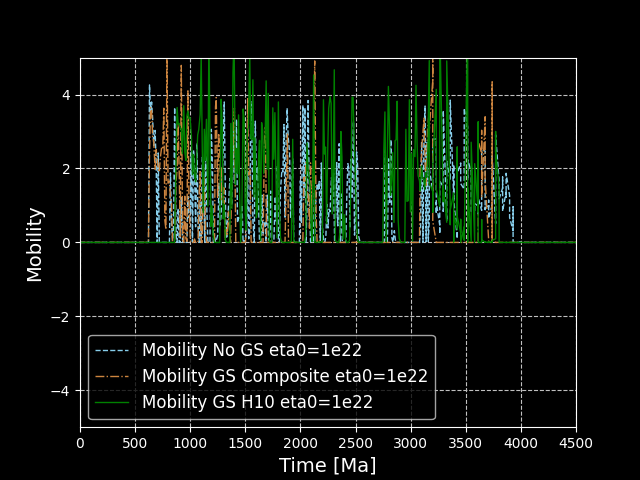 4
2
0
−2
−4
Mobility
Mobility No GS eta0=1e22
Mobility GS Composite eta0=1e22
Mobility GS H10 eta0=1e22
0 500 1000 1500 2000 2500 3000 3500 4000 4500
Time [Ma]